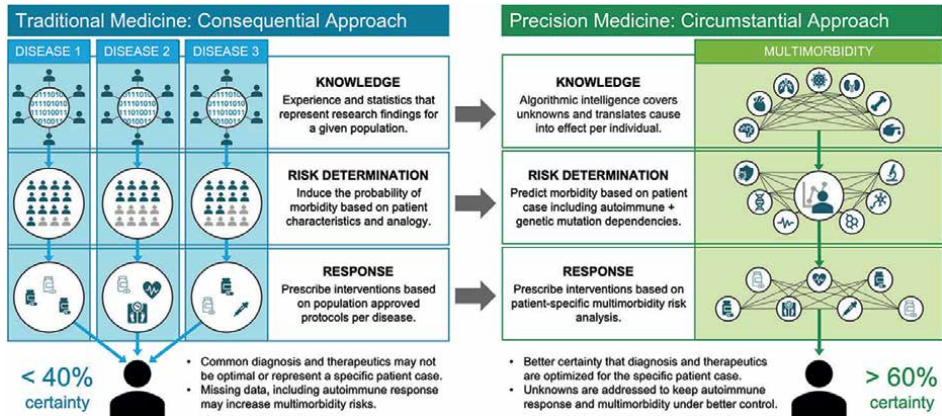 Traditional Medicine: Consequential Approach
DISEASE 1
DISEASE 2
DISEASE 3
KNOWLEDGE
Experience and statistics that
represent research findings for
a given population.
RISK DETERMINATION
Induce the probability of
morbidity based on patient
characteristics and analogy.
RESPONSE
Prescribe interventions based
on population approved
protocols per disease.
< 40%
certainty
• Common diagnosis and therapeutics may not
be optimal or represent a specific patient case.
• Missing data, including autoimmune response
may increase multimorbidity risks.
Precision Medicine: Circumstantial Approach
MULTIMORBIDITY
KNOWLEDGE
Algorithmic intelligence covers
unknowns and translates cause
into effect per individual.
RISK DETERMINATION
Predict morbidity based on patient
case including autoimmune +
genetic mutation dependencies.
RESPONSE
Prescribe interventions based on
patient-specific multimorbidity risk
analysis.
• Better certainty that diagnosis and therapeutics
are optimized for the specific patient case.
• Unknowns are addressed to keep autoimmune
response and multimorbidity under better control.
> 60%
certainty